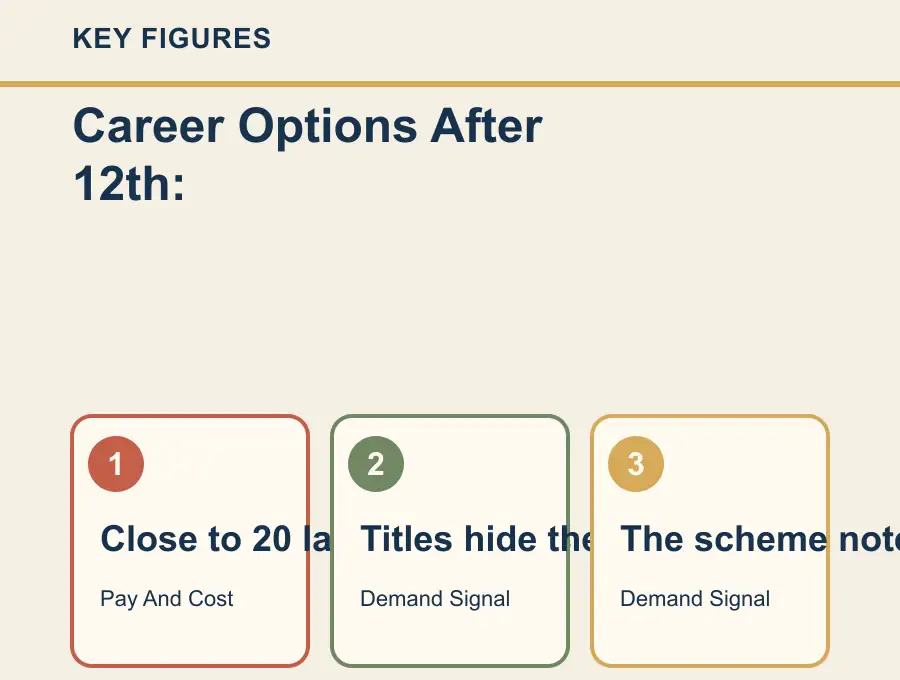 KEY FIGURES
Career Options After
12th:
1
2
3
Close to 20 la
Titles hide the
The scheme note
Pay And Cost
Demand Signal
Demand Signal